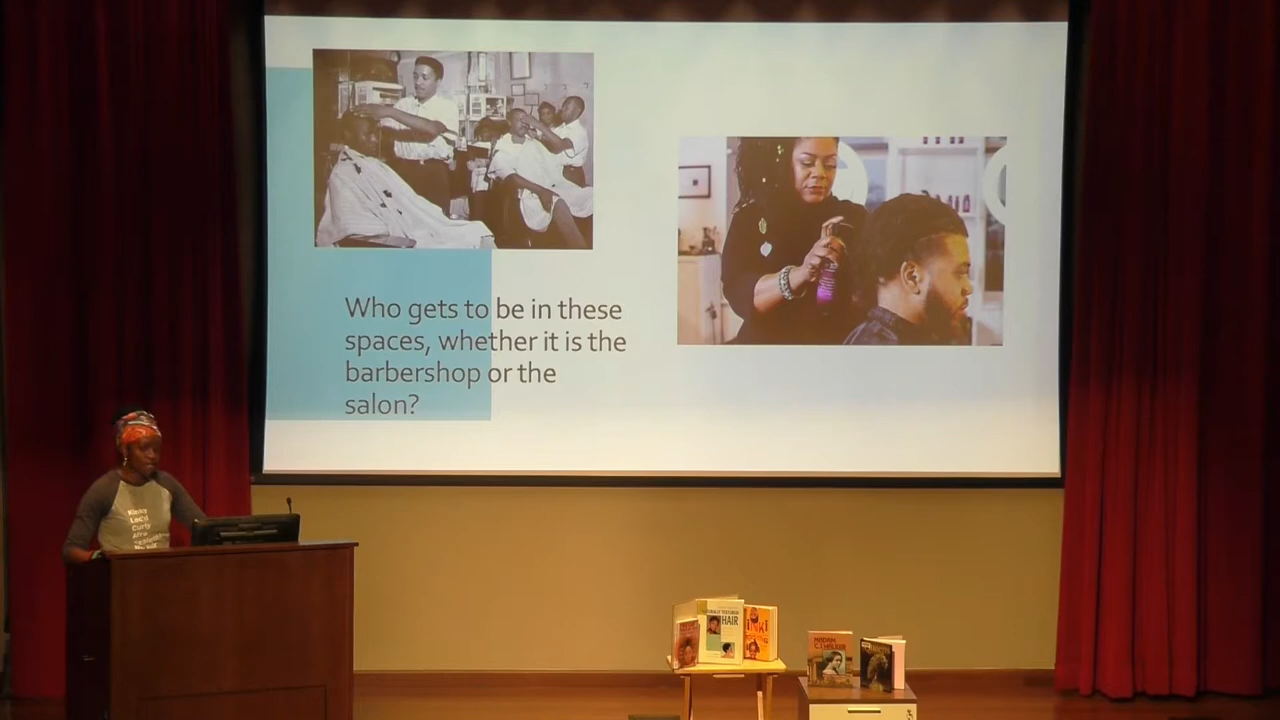 Who gets to be in these
spaces, whether it is the
barbershop or the
salon?
Kinky
Curly
Afro
HAIR
MADAM
C.J. WALKER